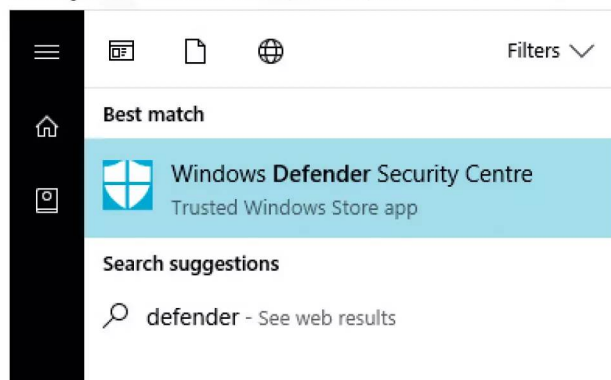 Filters
Best match
Windows Defender Security Centre
Trusted Windows Store app
Search suggestions
defender - See web results